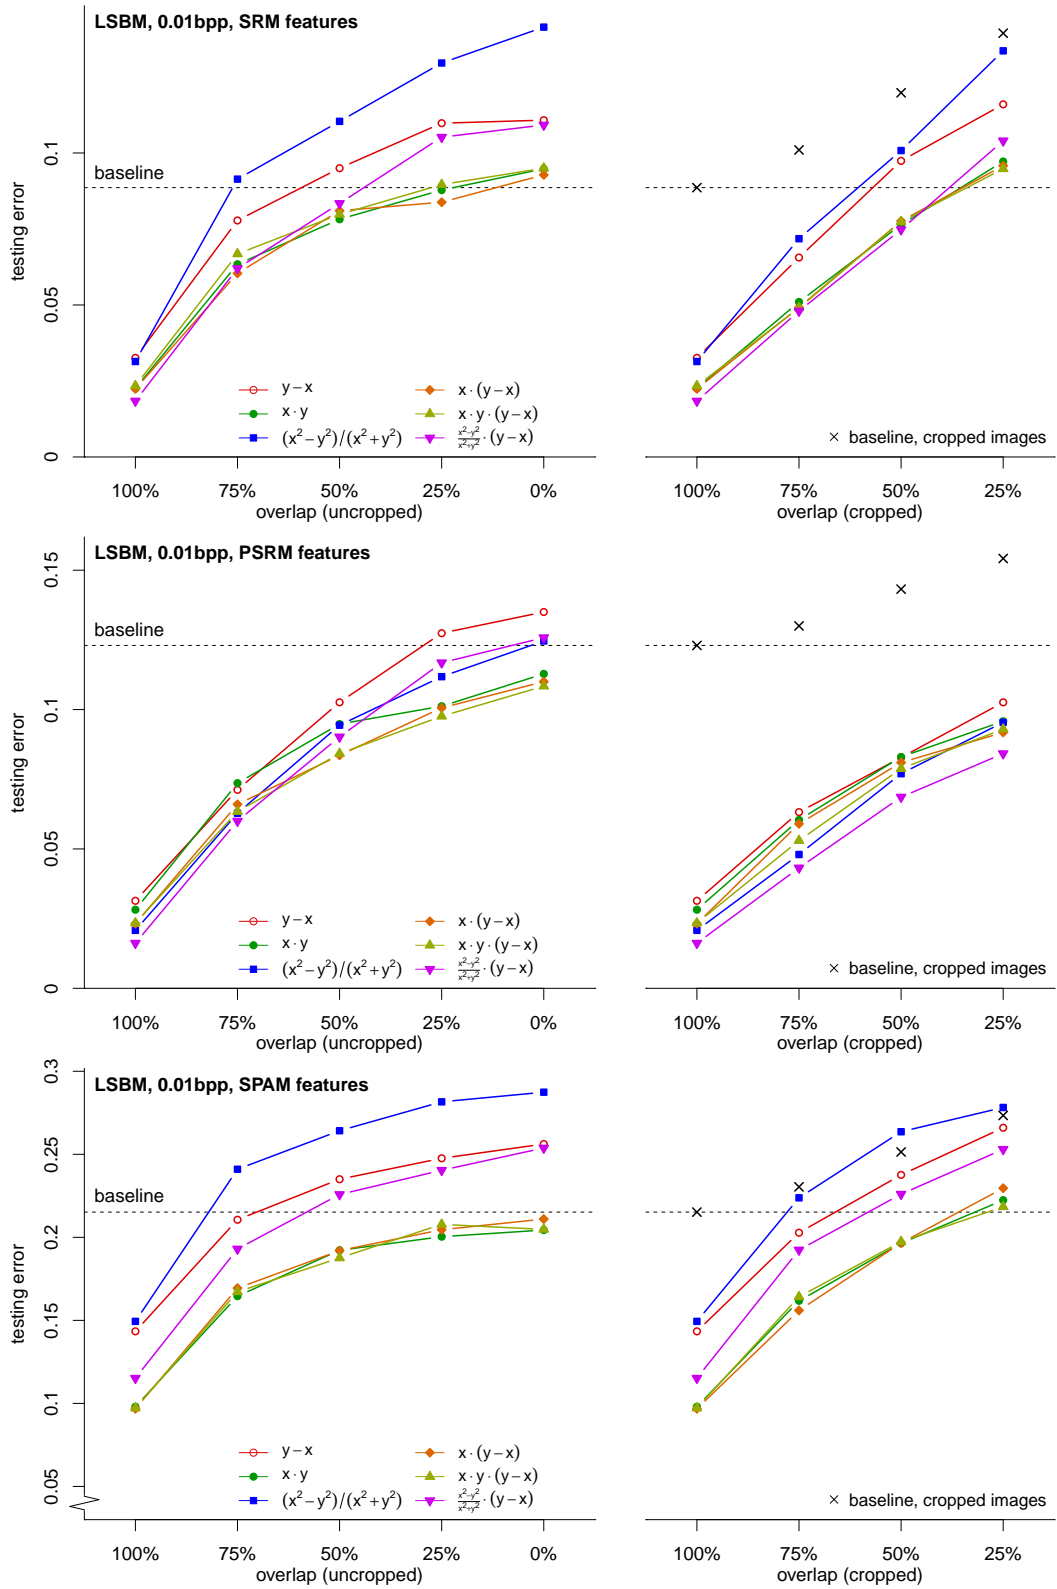 LSBM, 0.01bpp, SRM features
testing error
0.1
0.05
0
baseline
y − x
x · y
(x² − y²)/(x² + y²)
x · (y − x)
x · y · (y − x)
x²−y²/x²+y² · (y − x)
100% 75% 50% 25% 0%
overlap (uncropped)
× baseline, cropped images
100% 75% 50% 25%
overlap (cropped)
LSBM, 0.01bpp, PSRM features
testing error
0.15
0.1
0.05
0
baseline
y − x
x · y
(x² − y²)/(x² + y²)
x · (y − x)
x · y · (y − x)
x²−y²/x²+y² · (y − x)
100% 75% 50% 25% 0%
overlap (uncropped)
× baseline, cropped images
100% 75% 50% 25%
overlap (cropped)
LSBM, 0.01bpp, SPAM features
testing error
0.3
0.25
0.2
0.15
0.1
0.05
baseline
y − x
x · y
(x² − y²)/(x² + y²)
x · (y − x)
x · y · (y − x)
x²−y²/x²+y² · (y − x)
100% 75% 50% 25% 0%
overlap (uncropped)
× baseline, cropped images
100% 75% 50% 25%
overlap (cropped)